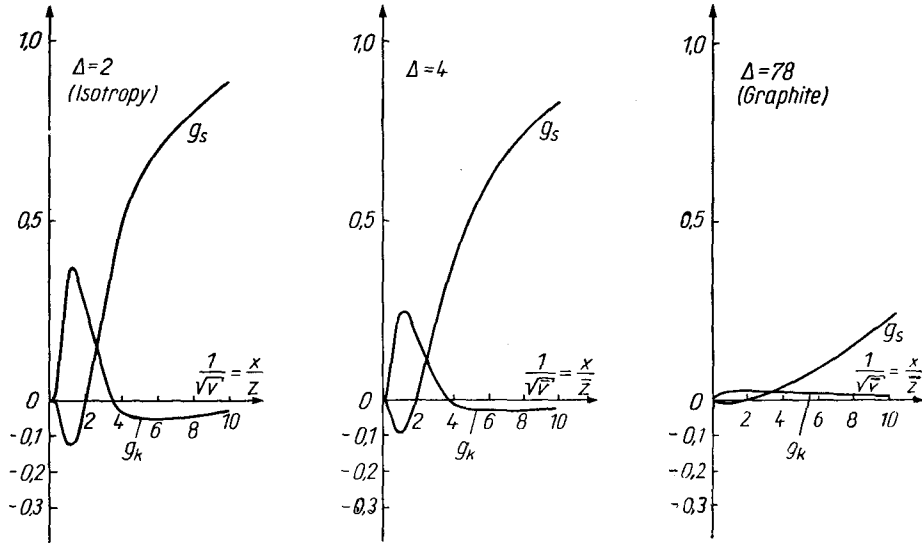 1,0
Δ=2
(Isotropy)
g_s
0,5
1/√v = x/z
0
2 4 6 8 10
-0,1
g_k
-0,2
-0,3
1,0
Δ=4
g_s
0,5
1/√v̄ = x/z̄
0
2 4 6 8 10
-0,1
g_k
-0,2
-0,3
1,0
Δ=78
(Graphite)
0,5
g_s
1/√v̄ = x/z̄
0
2 4 6 8 10
-0,1
g_k
-0,2
-0,3